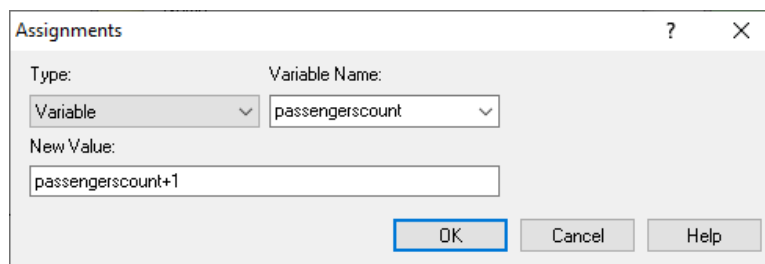 Assignments ? X
Type: Variable Name:
Variable passengerscount
New Value:
passengerscount+1
OK Cancel Help